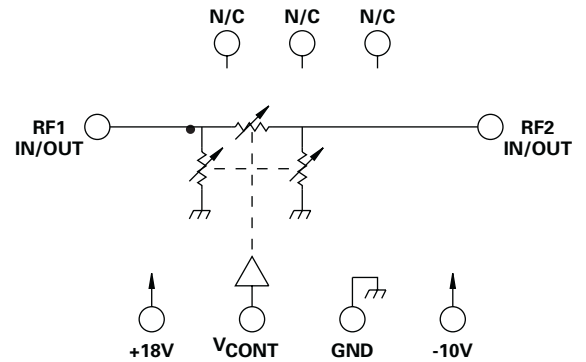 N/C N/C N/C
RF1 RF2
IN/OUT IN/OUT
+18V VCONT GND -10V